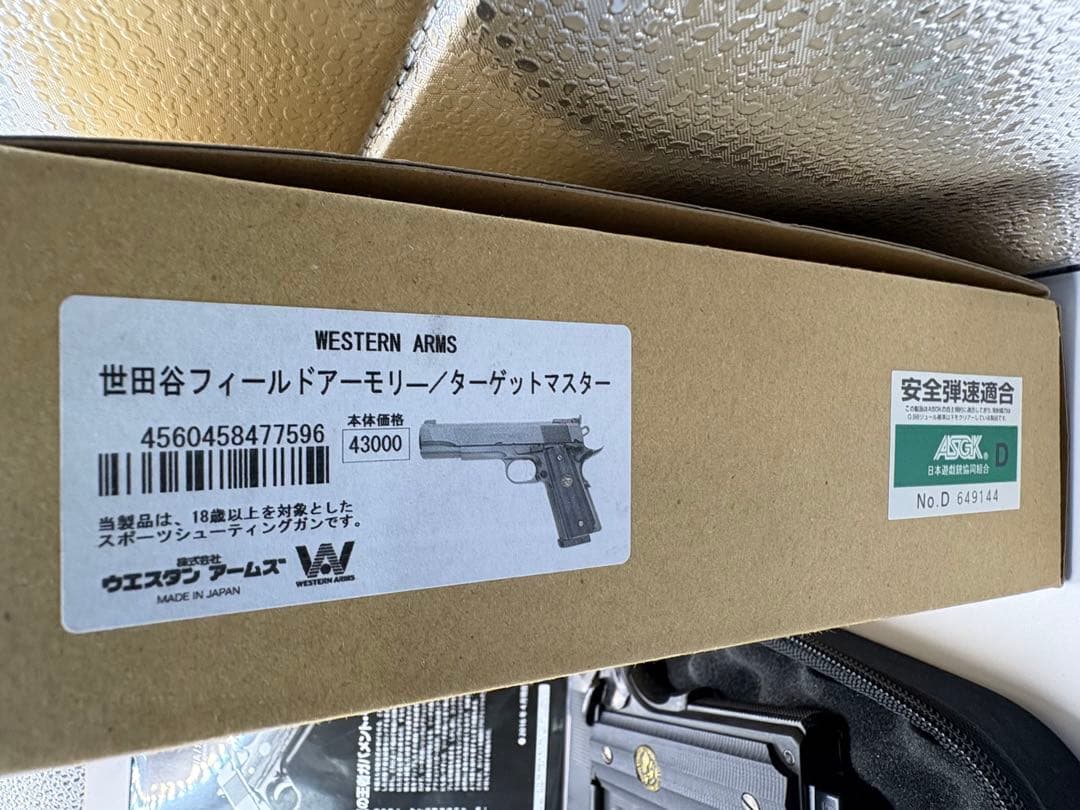 WESTERN ARMS
世田谷フィールドアーモリー/ターゲットマスター
4560458477596
本体価格
43000
当製品は、18歳以上を対象とした
スポーツシューティングガンです。
株式会社
ウエスタン アームズ
WESTERN ARMS
MADE IN JAPAN
安全弾速適合
ASGK® D
日本遊戯銃協同組合
No.D 649144